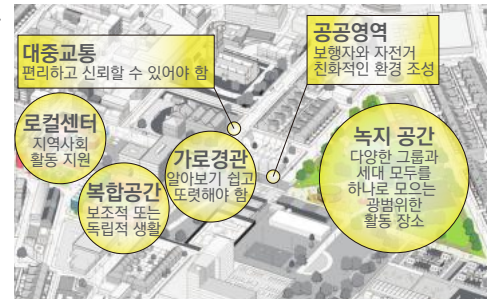 대중교통
편리하고 신뢰할 수 있어야 함
공공영역
보행자와 자전거
친화적인 환경 조성
로컬센터
지역사회
활동 지원
복합공간
보조적 또는
독립적 생활
가로경관
알아보기 쉽고
또렷해야 함
녹지 공간
다양한 그룹과
세대 모두를
하나로 모으는
광범위한
활동 장소